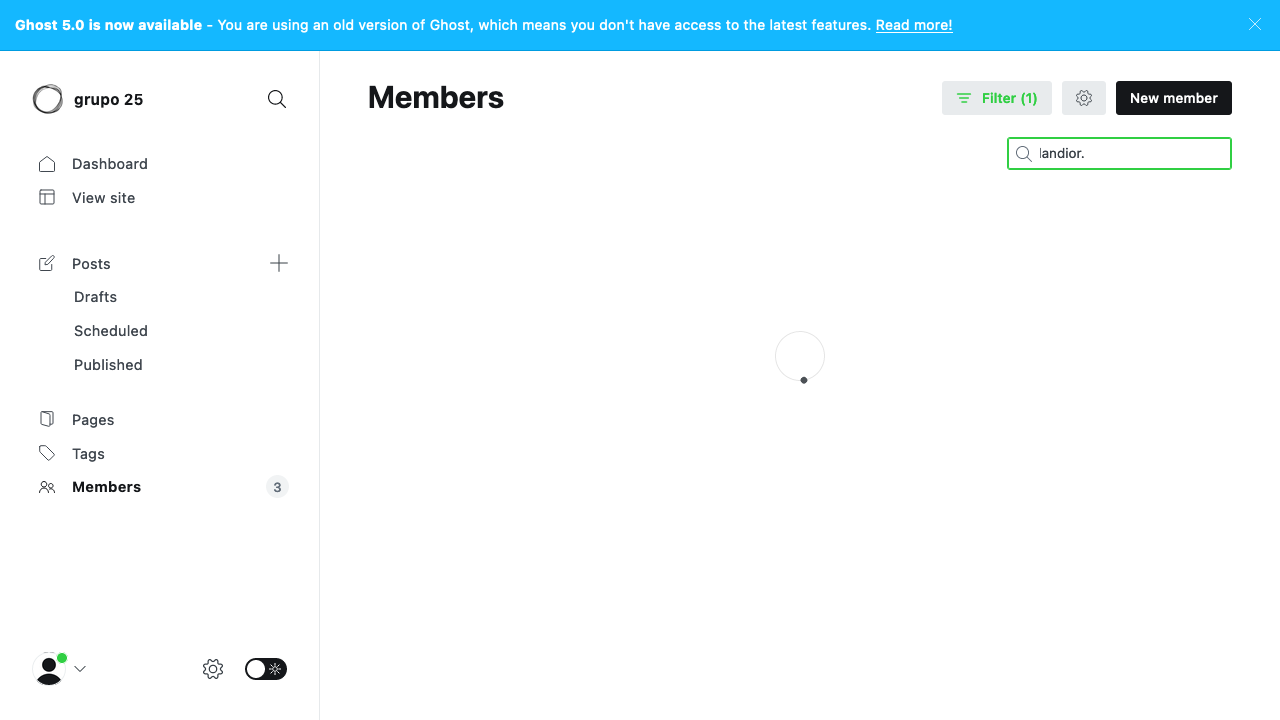 Ghost 5.0 is now available - You are using an old version of Ghost, which means you don't have access to the latest features. Read more!
grupo 25
Members
Filter (1)
New member
landior.
Dashboard
View site
Posts
Drafts
Scheduled
Published
Pages
Tags
Members
3